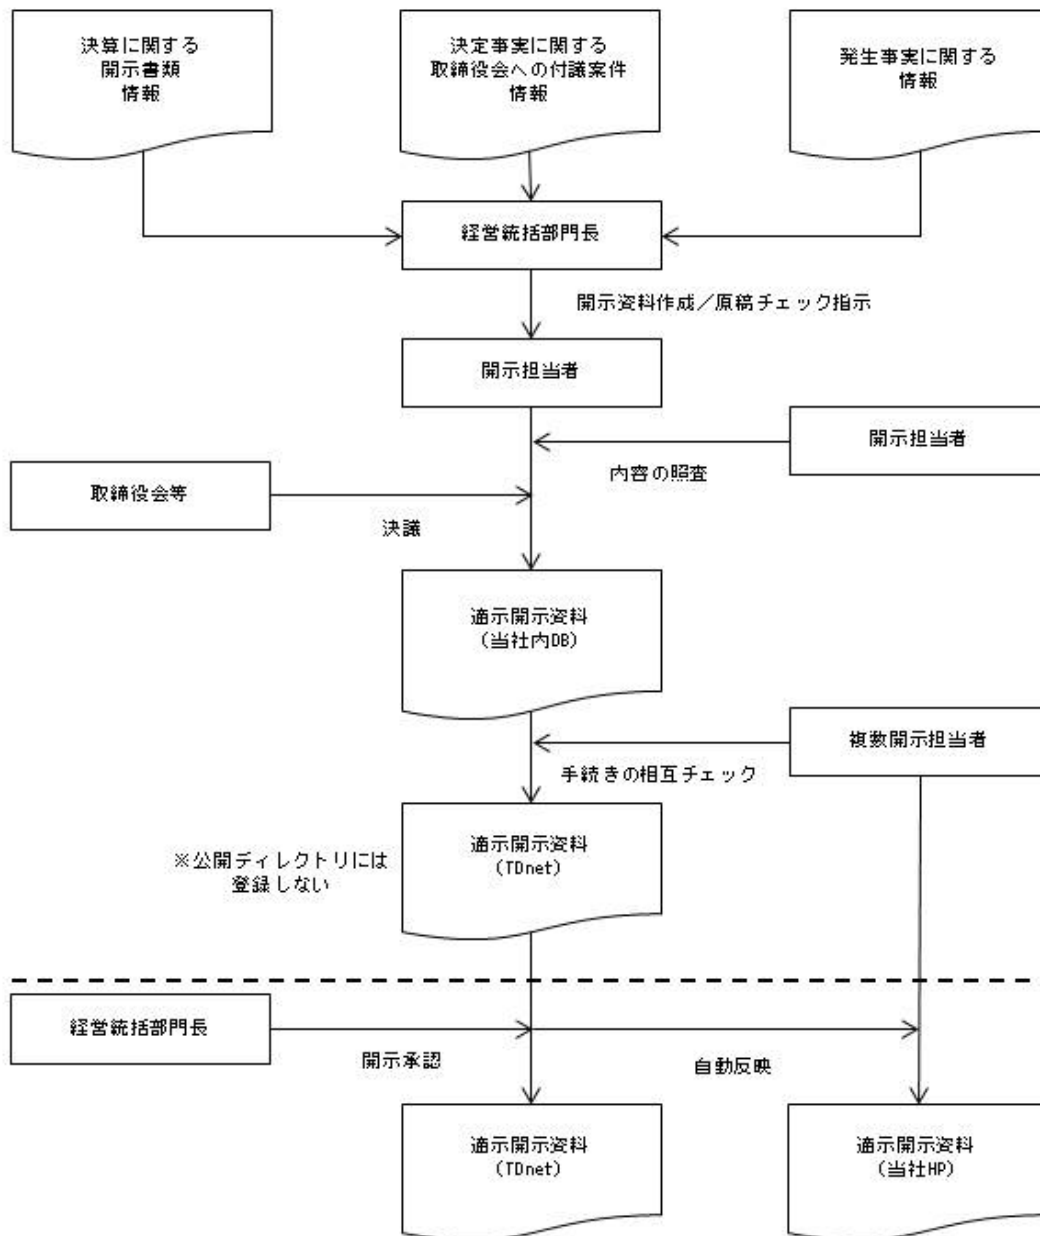 決算に関する
開示書類
情報
決定事実に関する
取締役会への付議案件
情報
発生事実に関する
情報
経営統括部門長
開示資料作成／原稿チェック指示
開示担当者
開示担当者
内容の照査
取締役会等
決議
適示開示資料
(当社内DB)
複数開示担当者
手続きの相互チェック
適示開示資料
(TDnet)
※公開ディレクトリには
登録しない
経営統括部門長
開示承認
自動反映
適示開示資料
(TDnet)
適示開示資料
(当社HP)